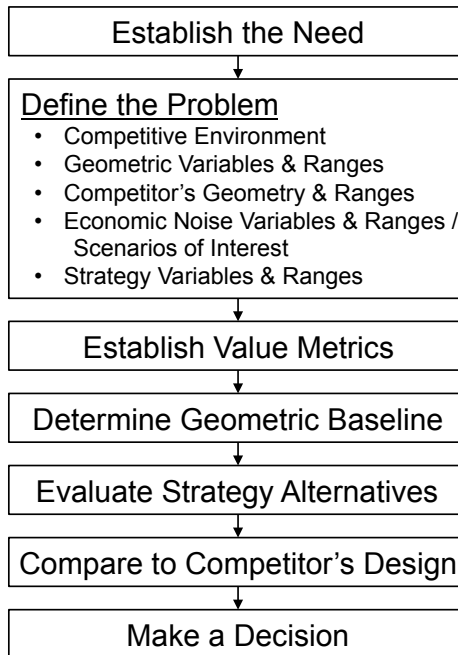 Establish the Need
Define the Problem
• Competitive Environment
• Geometric Variables & Ranges
• Competitor's Geometry & Ranges
• Economic Noise Variables & Ranges /
Scenarios of Interest
• Strategy Variables & Ranges
Establish Value Metrics
Determine Geometric Baseline
Evaluate Strategy Alternatives
Compare to Competitor's Design
Make a Decision